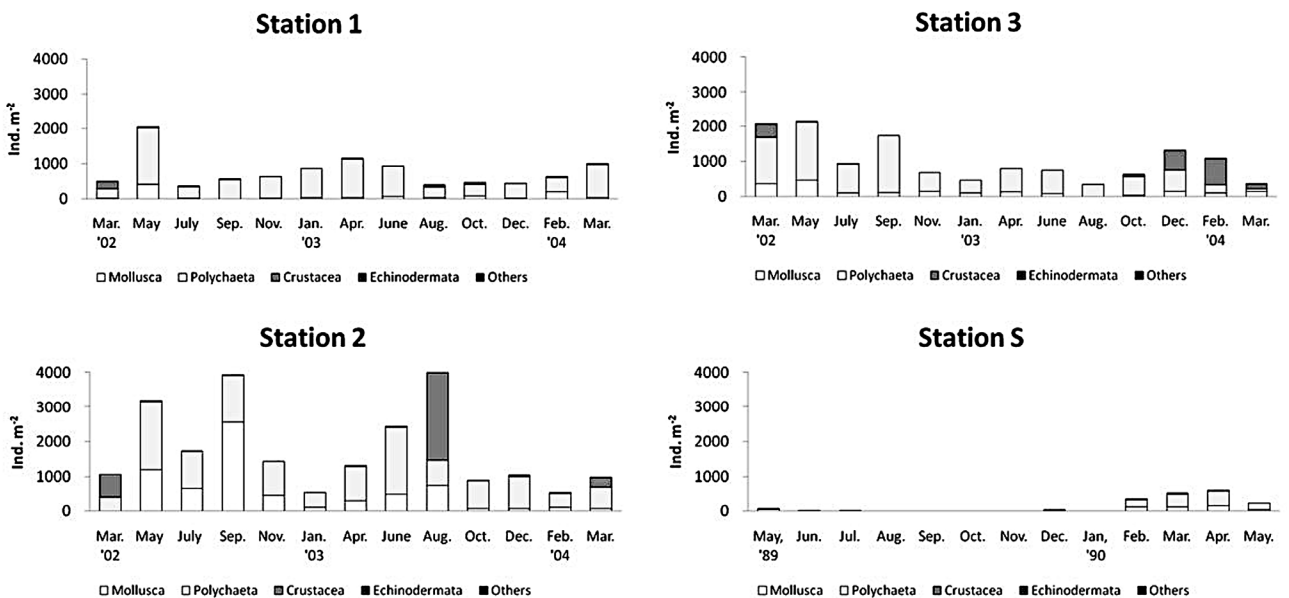 Station 1
4000
3000
2000
1000
0
Ind. m-2
Mar. May July Sep. Nov. Jan. Apr. June Aug. Oct. Dec. Feb. Mar.
'02 '03 '04
Mollusca Polychaeta Crustacea Echinodermata Others
Station 3
4000
3000
2000
1000
0
Ind. m-2
Mar. May July Sep. Nov. Jan. Apr. June Aug. Oct. Dec. Feb. Mar.
'02 '03 '04
Mollusca Polychaeta Crustacea Echinodermata Others
Station 2
4000
3000
2000
1000
0
Ind. m-2
Mar. May July Sep. Nov. Jan. Apr. June Aug. Oct. Dec. Feb. Mar.
'02 '03 '04
Mollusca Polychaeta Crustacea Echinodermata Others
Station S
4000
3000
2000
1000
0
Ind. m-2
May, Jun. Jul. Aug. Sep. Oct. Nov. Dec. Jan, Feb. Mar. Apr. May.
'89 '90
Mollusca Polychaeta Crustacea Echinodermata Others